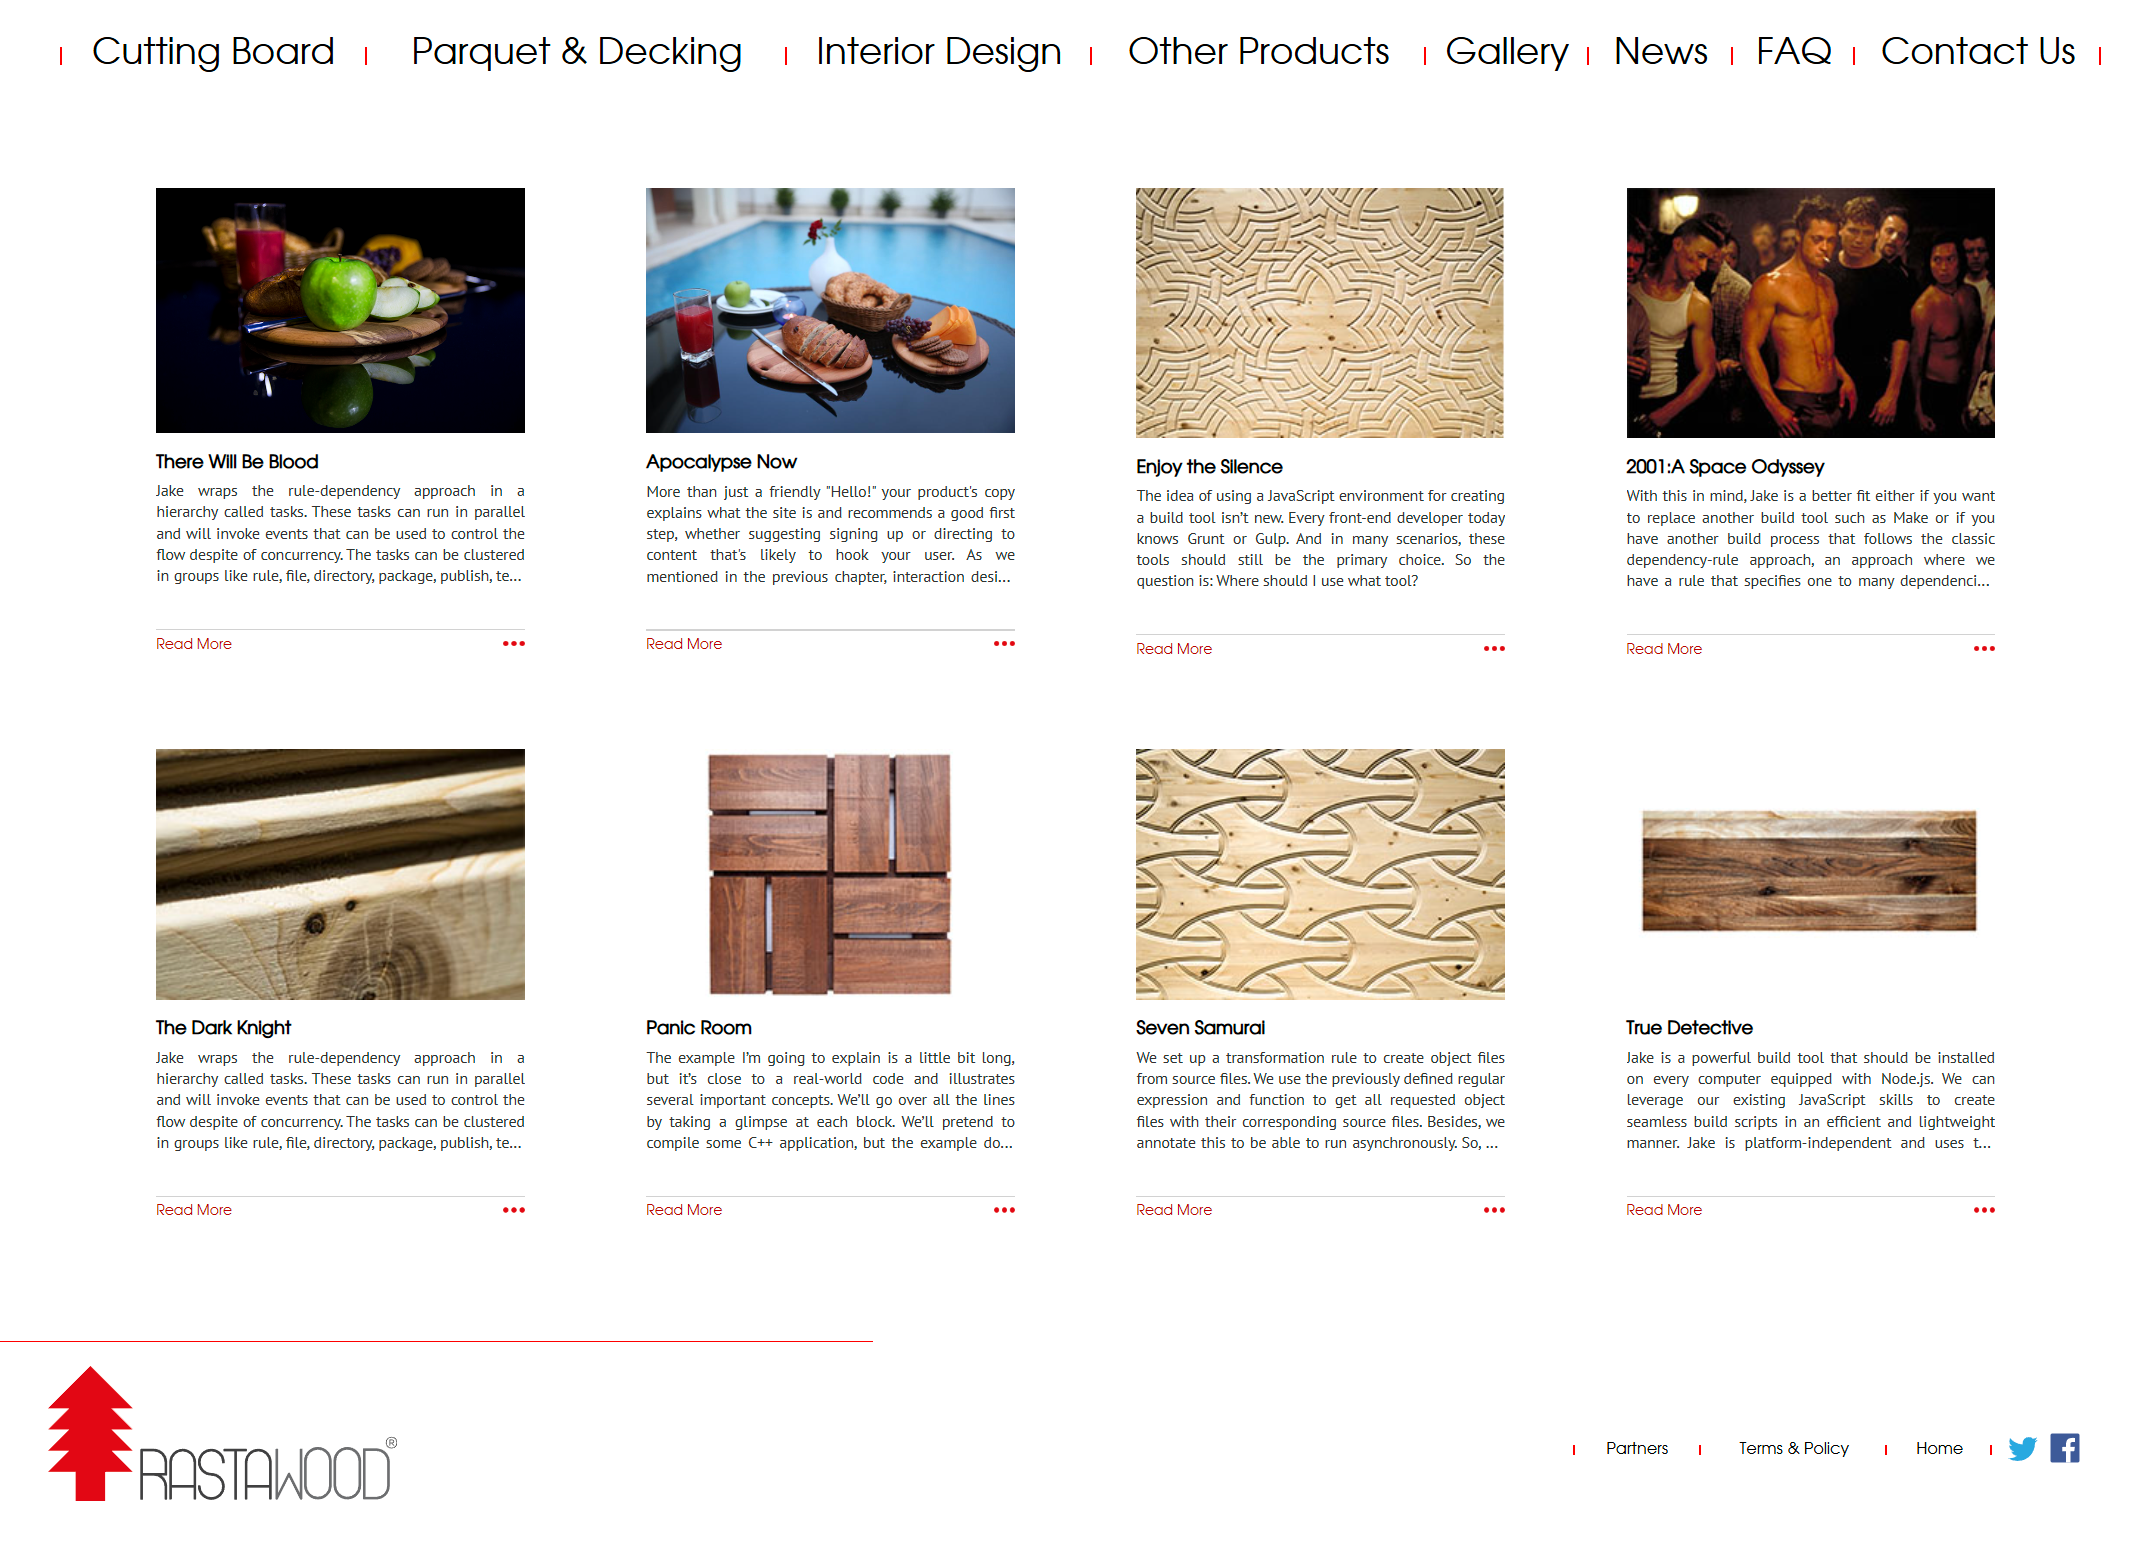 Cutting Board
Parquet & Decking
Interior Design
Other Products
Gallery
News
FAQ
Contact Us
There Will Be Blood
Jake wraps the rule-dependency approach in a
hierarchy called tasks. These tasks can run in parallel
and will invoke events that can be used to control the
flow despite of concurrency. The tasks can be clustered
in groups like rule, file, directory, package, publish, te...
Read More
Apocalypse Now
More than just a friendly "Hello!" your product's copy
explains what the site is and recommends a good first
step, whether suggesting signing up or directing to
content that's likely to hook your user. As we
mentioned in the previous chapter, interaction desi...
Read More
Enjoy the Silence
The idea of using a JavaScript environment for creating
a build tool isn't new. Every front-end developer today
knows Grunt or Gulp. And in many scenarios, these
tools should still be the primary choice. So the
question is: Where should I use what tool?
Read More
2001:A Space Odyssey
With this in mind, Jake is a better fit either if you want
to replace another build tool such as Make or if you
have another build process that follows the classic
dependency-rule approach, an approach where we
have a rule that specifies one to many dependenci...
Read More
The Dark Knight
Jake wraps the rule-dependency approach in a
hierarchy called tasks. These tasks can run in parallel
and will invoke events that can be used to control the
flow despite of concurrency. The tasks can be clustered
in groups like rule, file, directory, package, publish, te...
Read More
Panic Room
The example I'm going to explain is a little bit long,
but it's close to a real-world code and illustrates
several important concepts. We'll go over all the lines
by taking a glimpse at each block. We'll pretend to
compile some C++ application, but the example do...
Read More
Seven Samurai
We set up a transformation rule to create object files
from source files. We use the previously defined regular
expression and function to get all requested object
files with their corresponding source files. Besides, we
annotate this to be able to run asynchronously. So, ...
Read More
True Detective
Jake is a powerful build tool that should be installed
on every computer equipped with Node.js. We can
leverage our existing JavaScript skills to create
seamless build scripts in an efficient and lightweight
manner. Jake is platform-independent and uses t...
Read More
RASTAWOOD®
Partners
Terms & Policy
Home